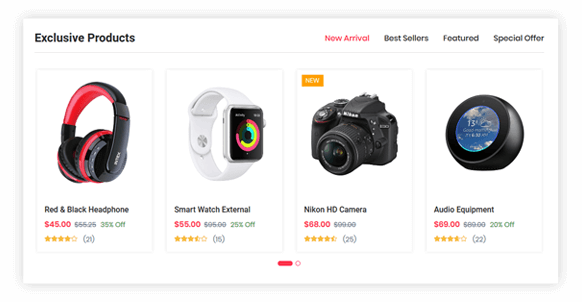 Exclusive Products
New Arrival Best Sellers Featured Special Offer
NEW
Nikon
Red & Black Headphone
$45.00 $55.25 35% Off
(21)
Smart Watch External
$55.00 $95.00 25% Off
(15)
Nikon HD Camera
$68.00 $99.00
(25)
Audio Equipment
$69.00 $89.00 20% Off
(22)